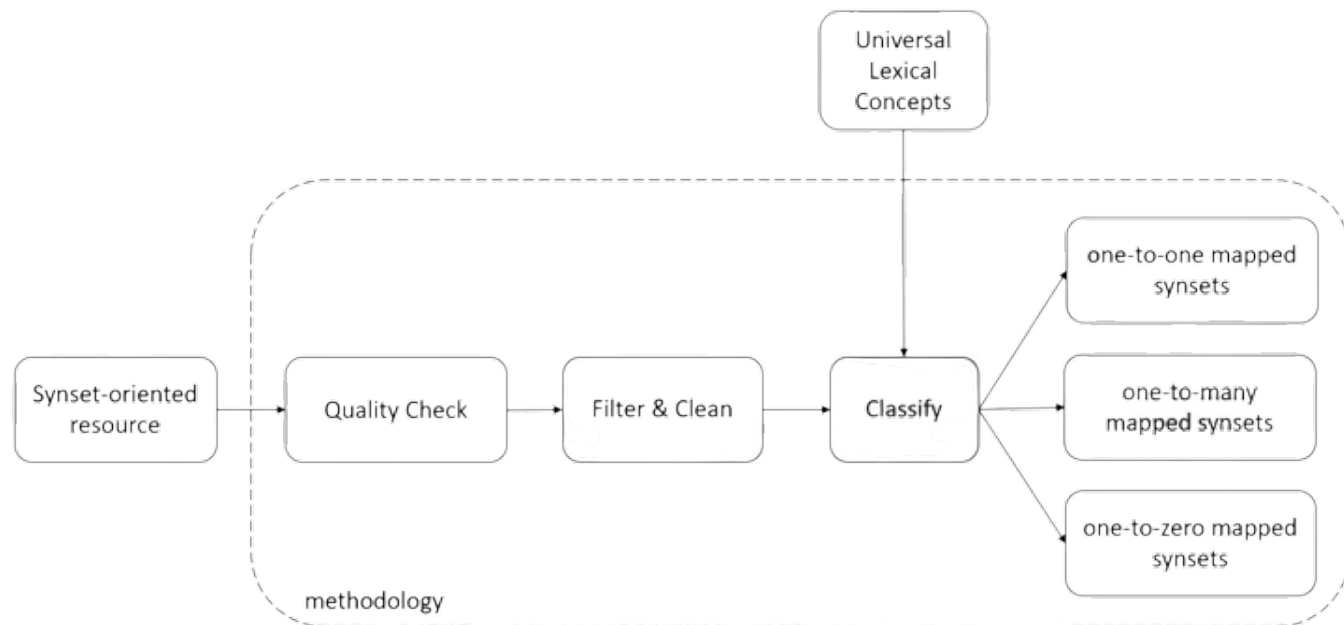 Universal
Lexical
Concepts
one-to-one mapped
synsets
Synset-oriented
resource
Quality Check
Filter & Clean
Classify
one-to-many
mapped synsets
one-to-zero mapped
synsets
methodology